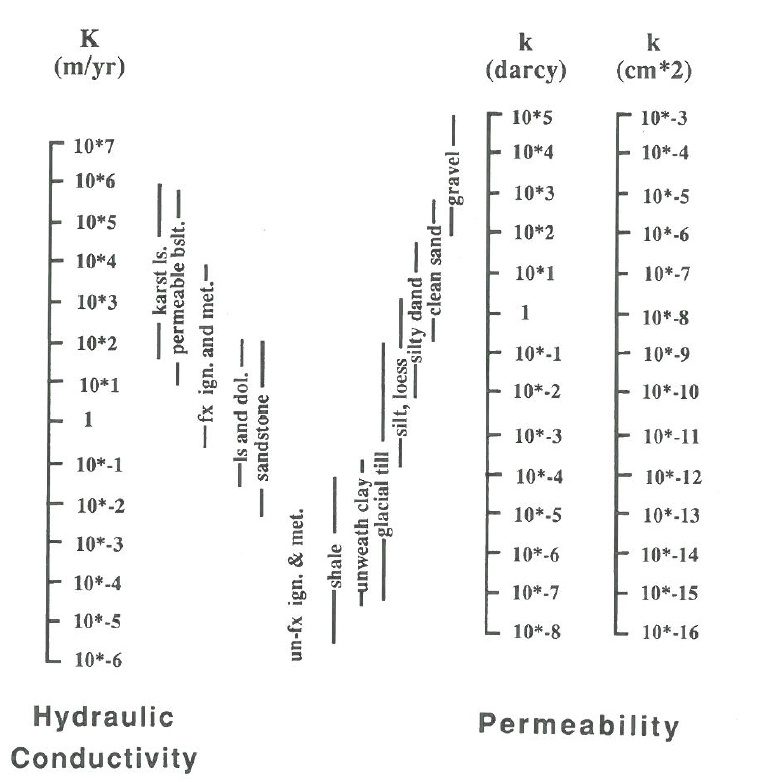 K
(m/yr)
10*7
10*6
10*5
10*4
10*3
10*2
10*1
1
10*-1
10*-2
10*-3
10*-4
10*-5
10*-6
Hydraulic
Conductivity
karst ls.
permeable bslt.
fx ign. and met.
ls and dol.
sandstone
un-fx ign. & met.
shale
unweath clay
glacial till
silt, loess
silty dand
clean sand
gravel
k
(darcy)
10*5
10*4
10*3
10*2
10*1
1
10*-1
10*-2
10*-3
10*-4
10*-5
10*-6
10*-7
10*-8
k
(cm*2)
10*-3
10*-4
10*-5
10*-6
10*-7
10*-8
10*-9
10*-10
10*-11
10*-12
10*-13
10*-14
10*-15
10*-16
Permeability